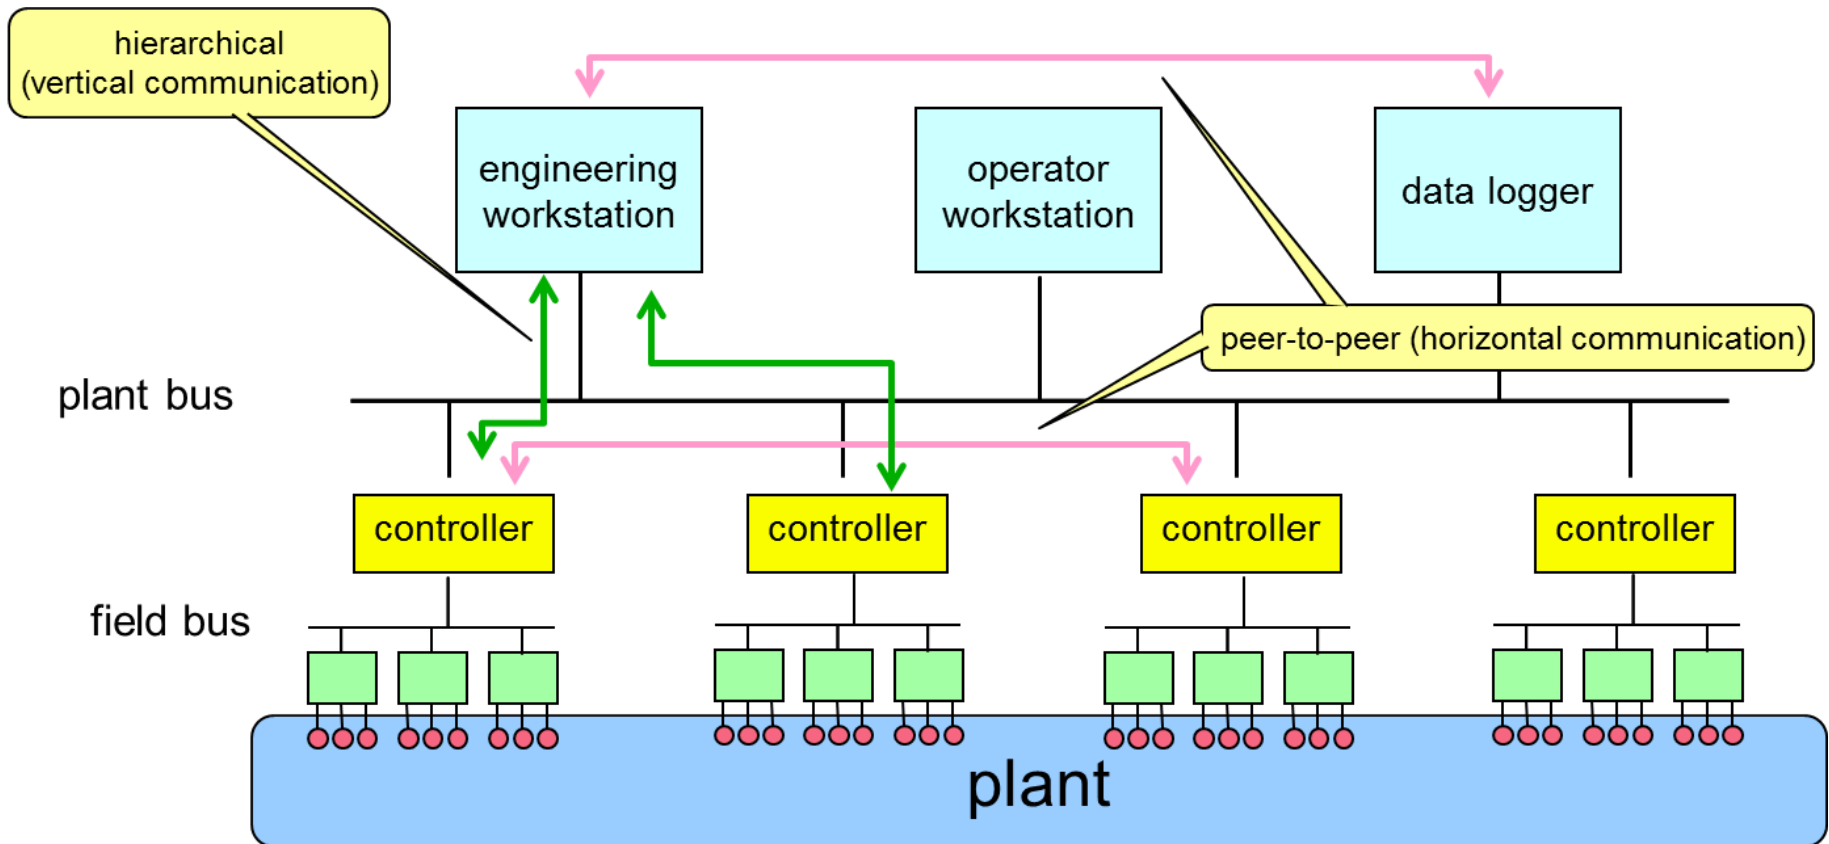 hierarchical
(vertical communication)
engineering
workstation
operator
workstation
data logger
peer-to-peer (horizontal communication)
plant bus
controller
controller
controller
controller
field bus
plant